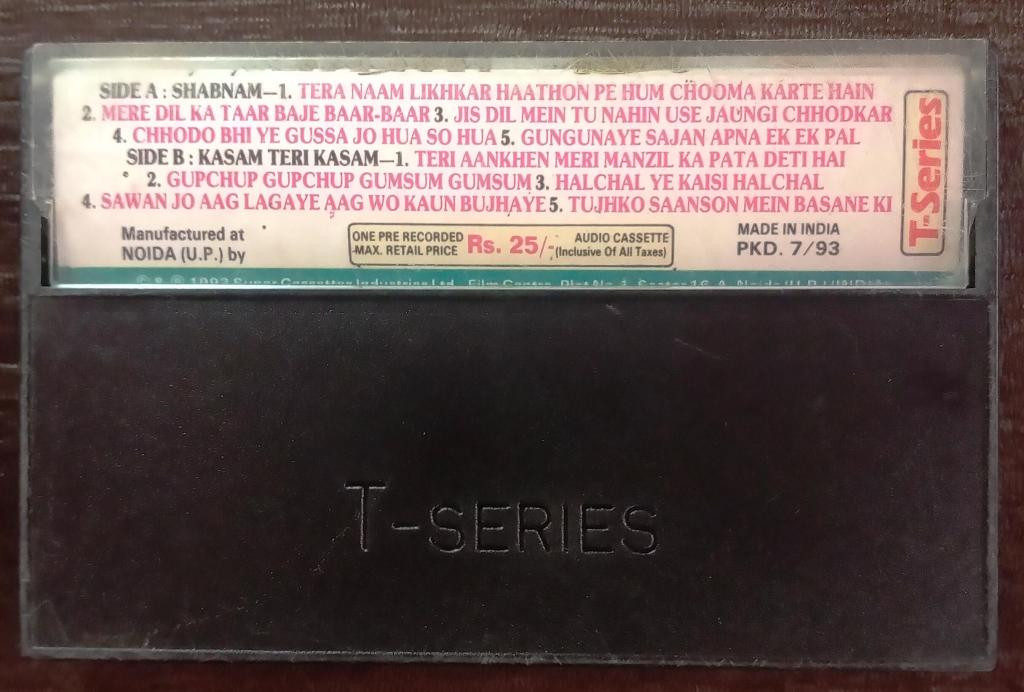 SIDE A : SHABNAM—1. TERA NAAM LIKHKAR HAATHON PE HUM CHOOMA KARTE HAIN
2. MERE DIL KA TAAR BAJE BAAR-BAAR 3. JIS DIL MEIN TU NAHIN USE JAUNGI CHHODKAR
4. CHHODO BHI YE GUSSA JO HUA SO HUA 5. GUNGUNAYE SAJAN APNA EK EK PAL
SIDE B : KASAM TERI KASAM—1. TERI AANKHEN MERI MANZIL KA PATA DETI HAI
2. GUPCHUP GUPCHUP GUMSUM GUMSUM 3. HALCHAL YE KAISI HALCHAL
4. SAWAN JO AAG LAGAYE AAG WO KAUN BUJHAYE 5. TUJHKO SAANSON MEIN BASANE KI
T-Series
Manufactured at
NOIDA (U.P.) by
ONE PRE RECORDED
MAX. RETAIL PRICE
Rs. 25/-
AUDIO CASSETTE
(Inclusive Of All Taxes)
MADE IN INDIA
PKD. 7/93
1993 Super Cassettes Industries Ltd.
T-SERIES